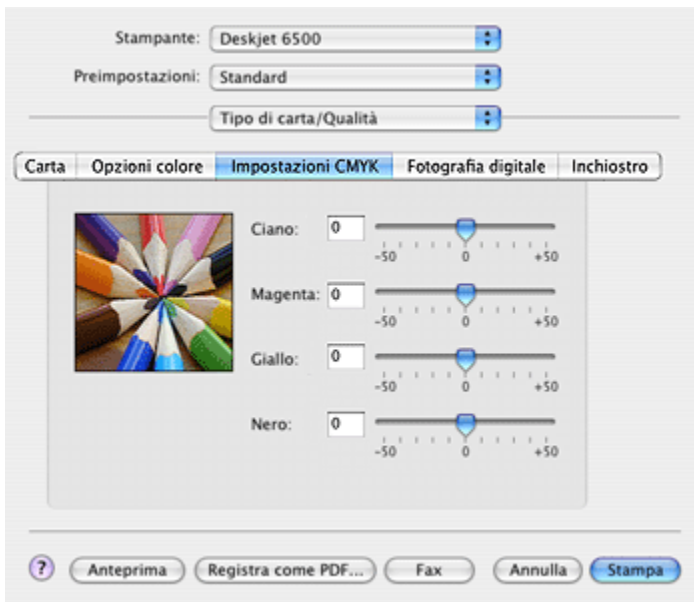 Stampante: Deskjet 6500
Preimpostazioni: Standard
Tipo di carta/Qualità
Carta Opzioni colore Impostazioni CMYK Fotografia digitale Inchiostro
Ciano: 0
-50 0 +50
Magenta: 0
-50 0 +50
Giallo: 0
-50 0 +50
Nero: 0
-50 0 +50
? Anteprima Registra come PDF... Fax Annulla Stampa